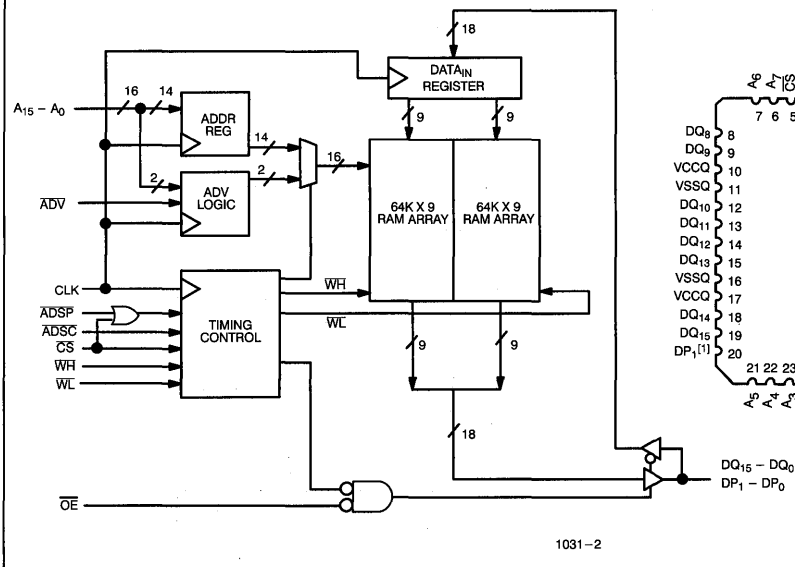 18
DATAIN
REGISTER
A15 – A0
16
14
ADDR
REG
14
9
9
2
ADV
LOGIC
2
16
64K X 9
RAM ARRAY
64K X 9
RAM ARRAY
ADV
CLK
ADSP
ADSC
CS
WH
WL
TIMING
CONTROL
WH
WL
9
9
18
OE
DQ15 – DQ0
DP1 – DP0
1031–2
A6
A7
CS
7 6 5
DQ8 8
DQ9 9
VCCQ 10
VSSQ 11
DQ10 12
DQ11 13
DQ12 14
DQ13 15
VSSQ 16
VCCQ 17
DQ14 18
DQ15 19
DP1[1] 20
21 22 23
A5
A4
A3